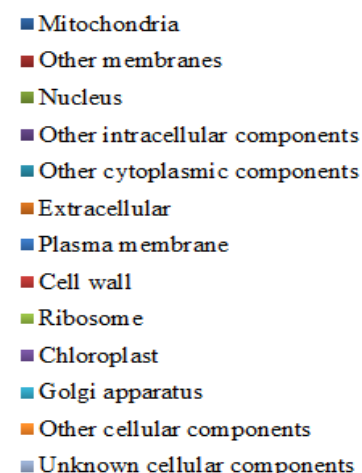 Mitochondria
Other membranes
Nucleus
Other intracellular components
Other cytoplasmic components
Extracellular
Plasma membrane
Cell wall
Ribosome
Chloroplast
Golgi apparatus
Other cellular components
Unknown cellular components